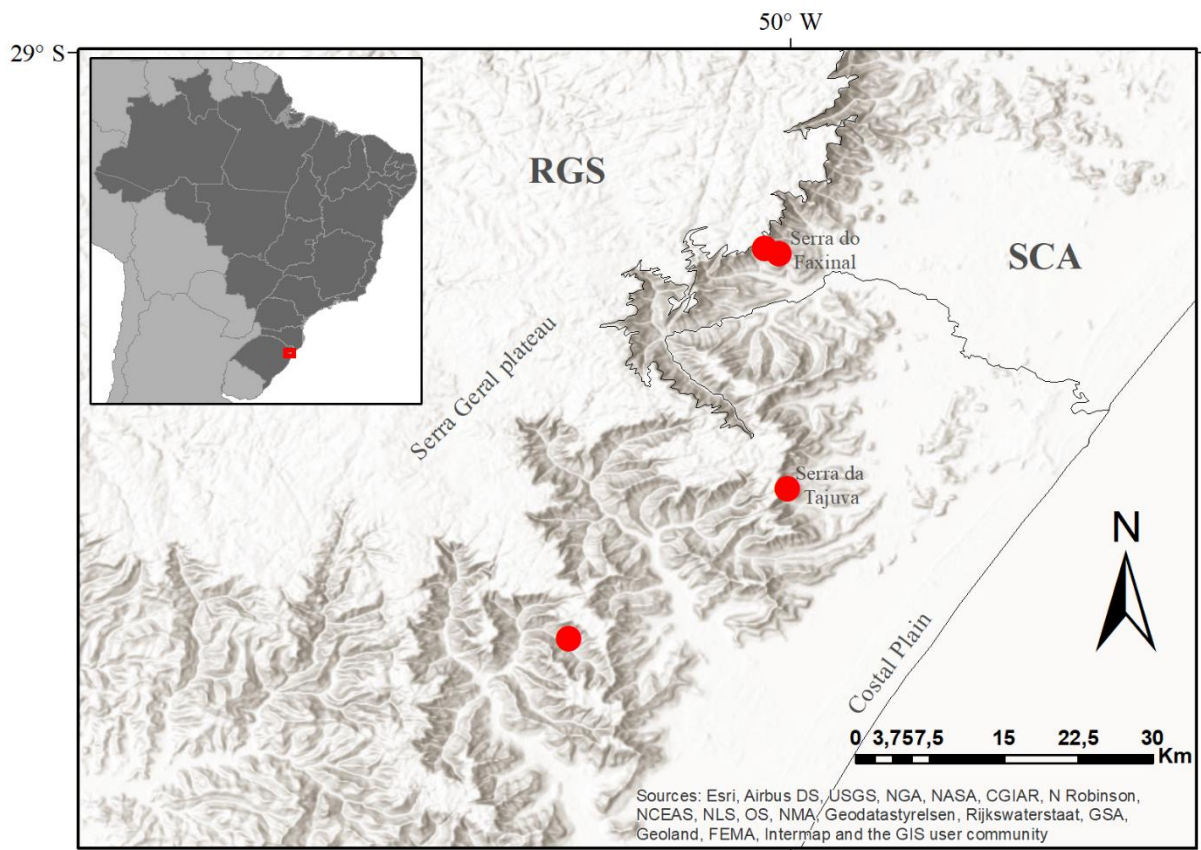 50° W
29° S
RGS
Serra do
Faxinal
SCA
Serra Geral plateau
Serra da
Tajuva
N
Costal Plain
0 3,757,5 15 22,5 30
Km
Sources: Esri, Airbus DS, USGS, NGA, NASA, CGIAR, N Robinson,
NCEAS, NLS, OS, NMA, Geodatastyrelsen, Rijkswaterstaat, GSA,
Geoland, FEMA, Intermap and the GIS user community